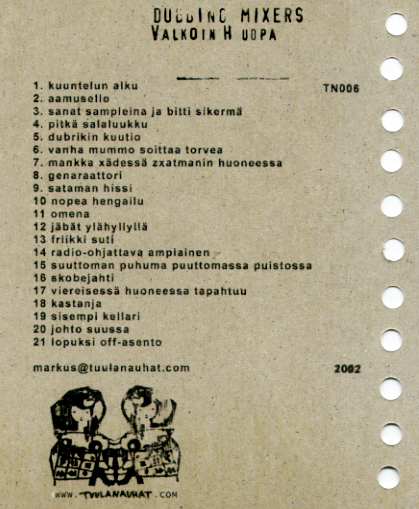 DUBBING MIXERS
VALKOIN H UOPA
TN006
1. kuuntelun alku
2. aamusello
3. sanat sampleina ja bitti sikermä
4. pitkä salaluukku
5. dubrikin kuutio
6. vanha mummo soittaa torvea
7. mankka xädessä zxatmanin huoneessa
8. genaraattori
9. sataman hissi
10 nopea hengailu
11 omena
12 jäbät ylähyllyllä
13 friikki suti
14 radio-ohjattava ampiainen
15 suuttoman puhuma puuttomassa puistossa
16 skobejahti
17 viereisessä huoneessa tapahtuu
18 kastanja
19 sisempi kellari
20 johto suussa
21 lopuksi off-asento
markus@tuulanauhat.com 2002
WWW.TUULANAUHAT.COM